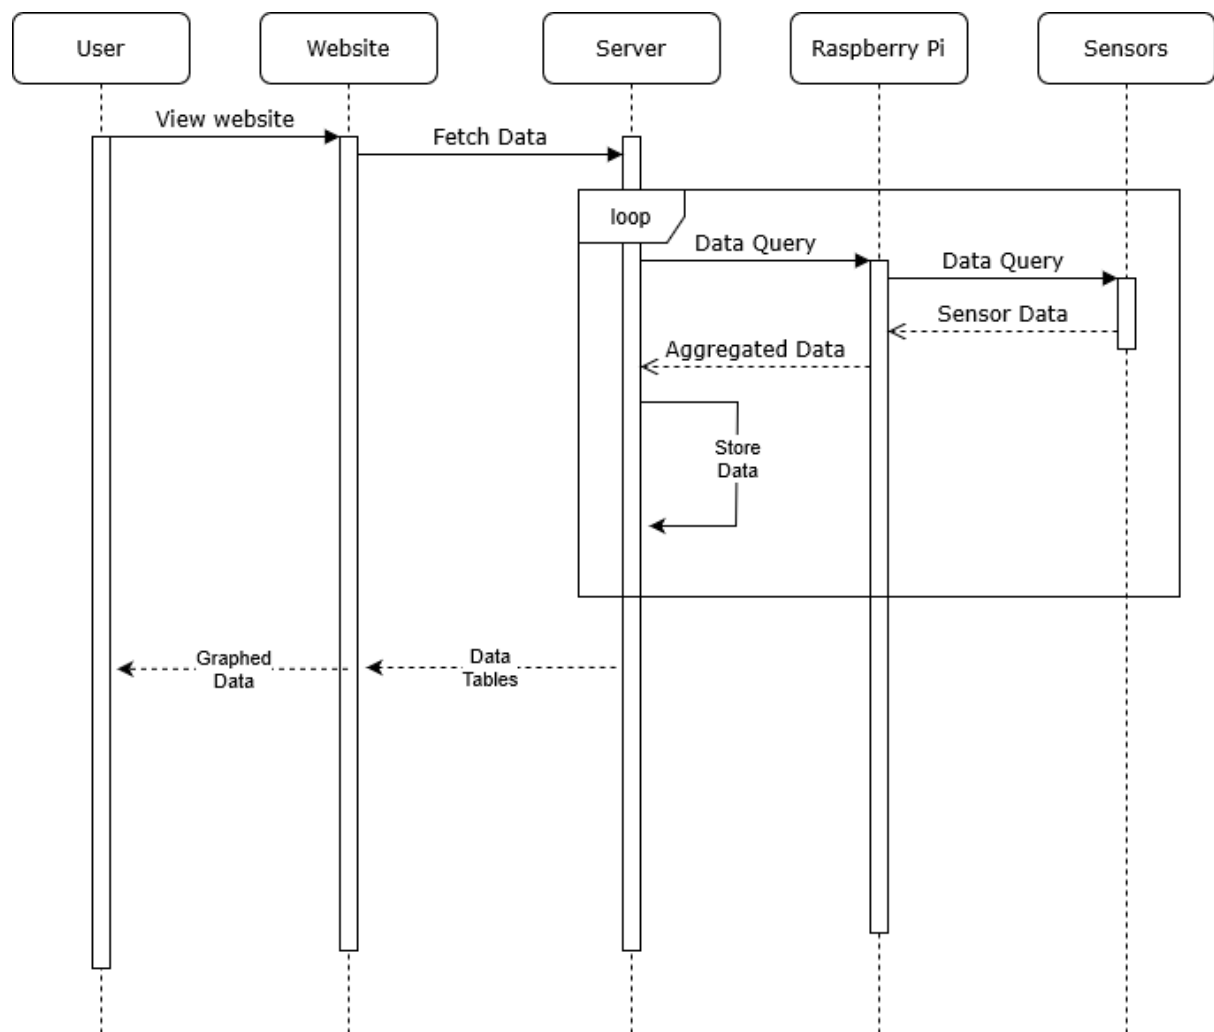 User
Website
Server
Raspberry Pi
Sensors
View website
Fetch Data
loop
Data Query
Data Query
Sensor Data
Aggregated Data
Store
Data
Graphed
Data
Data
Tables